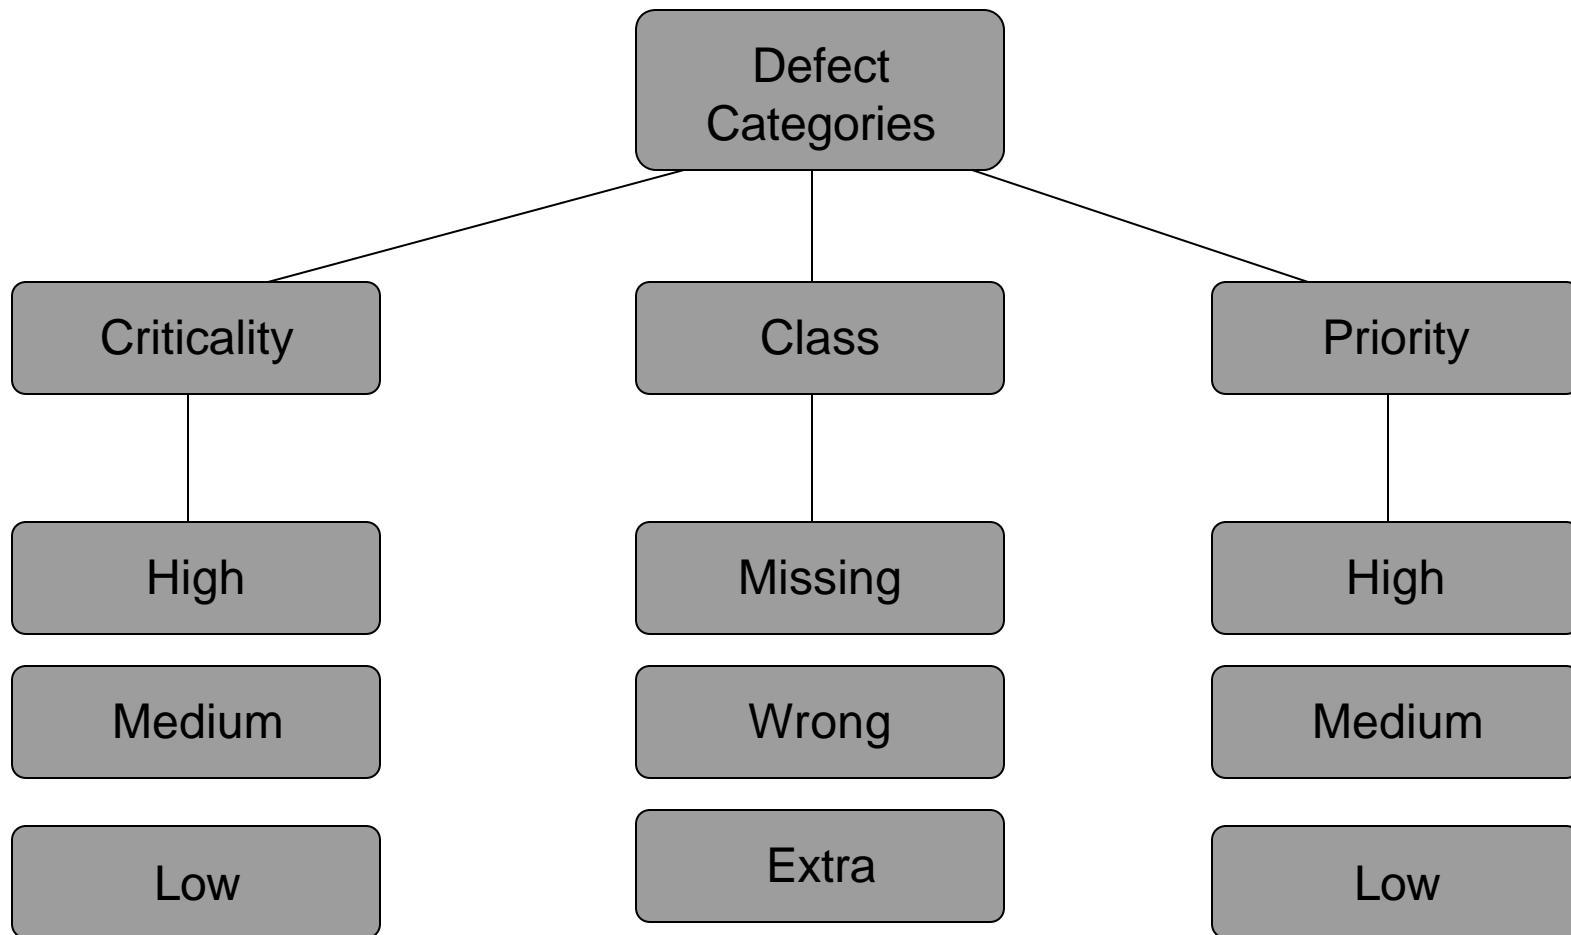 Defect
Categories
Criticality
Class
Priority
High
Missing
High
Medium
Wrong
Medium
Low
Extra
Low